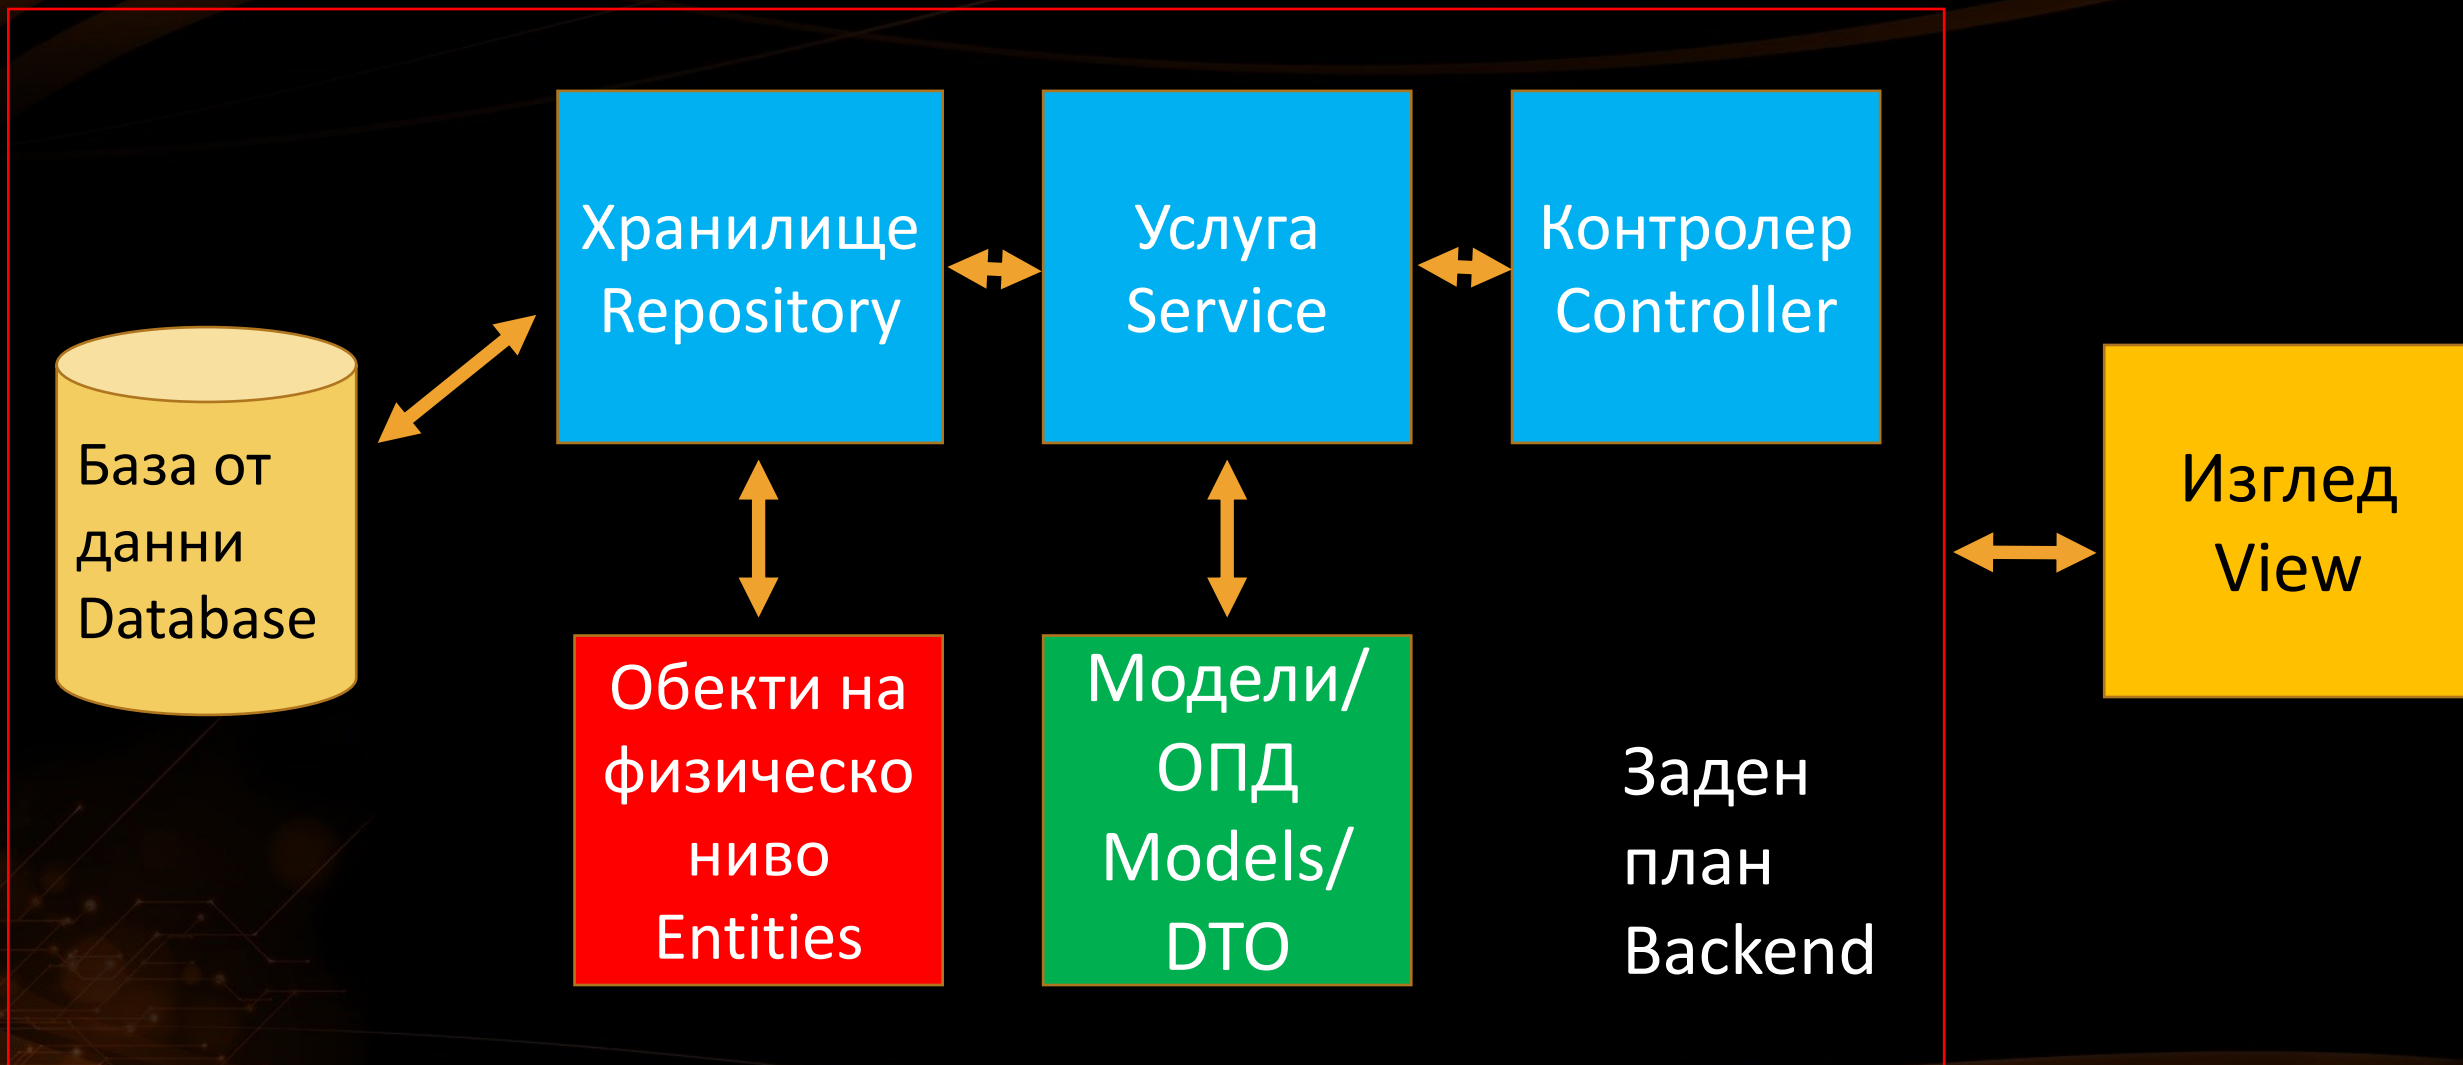 Хранилище
Repository
Услуга
Service
Контролер
Controller
База от
данни
Database
Изглед
View
Обекти на
физическо
ниво
Entities
Модели/
ОПД
Models/
DTO
Заден
план
Backend